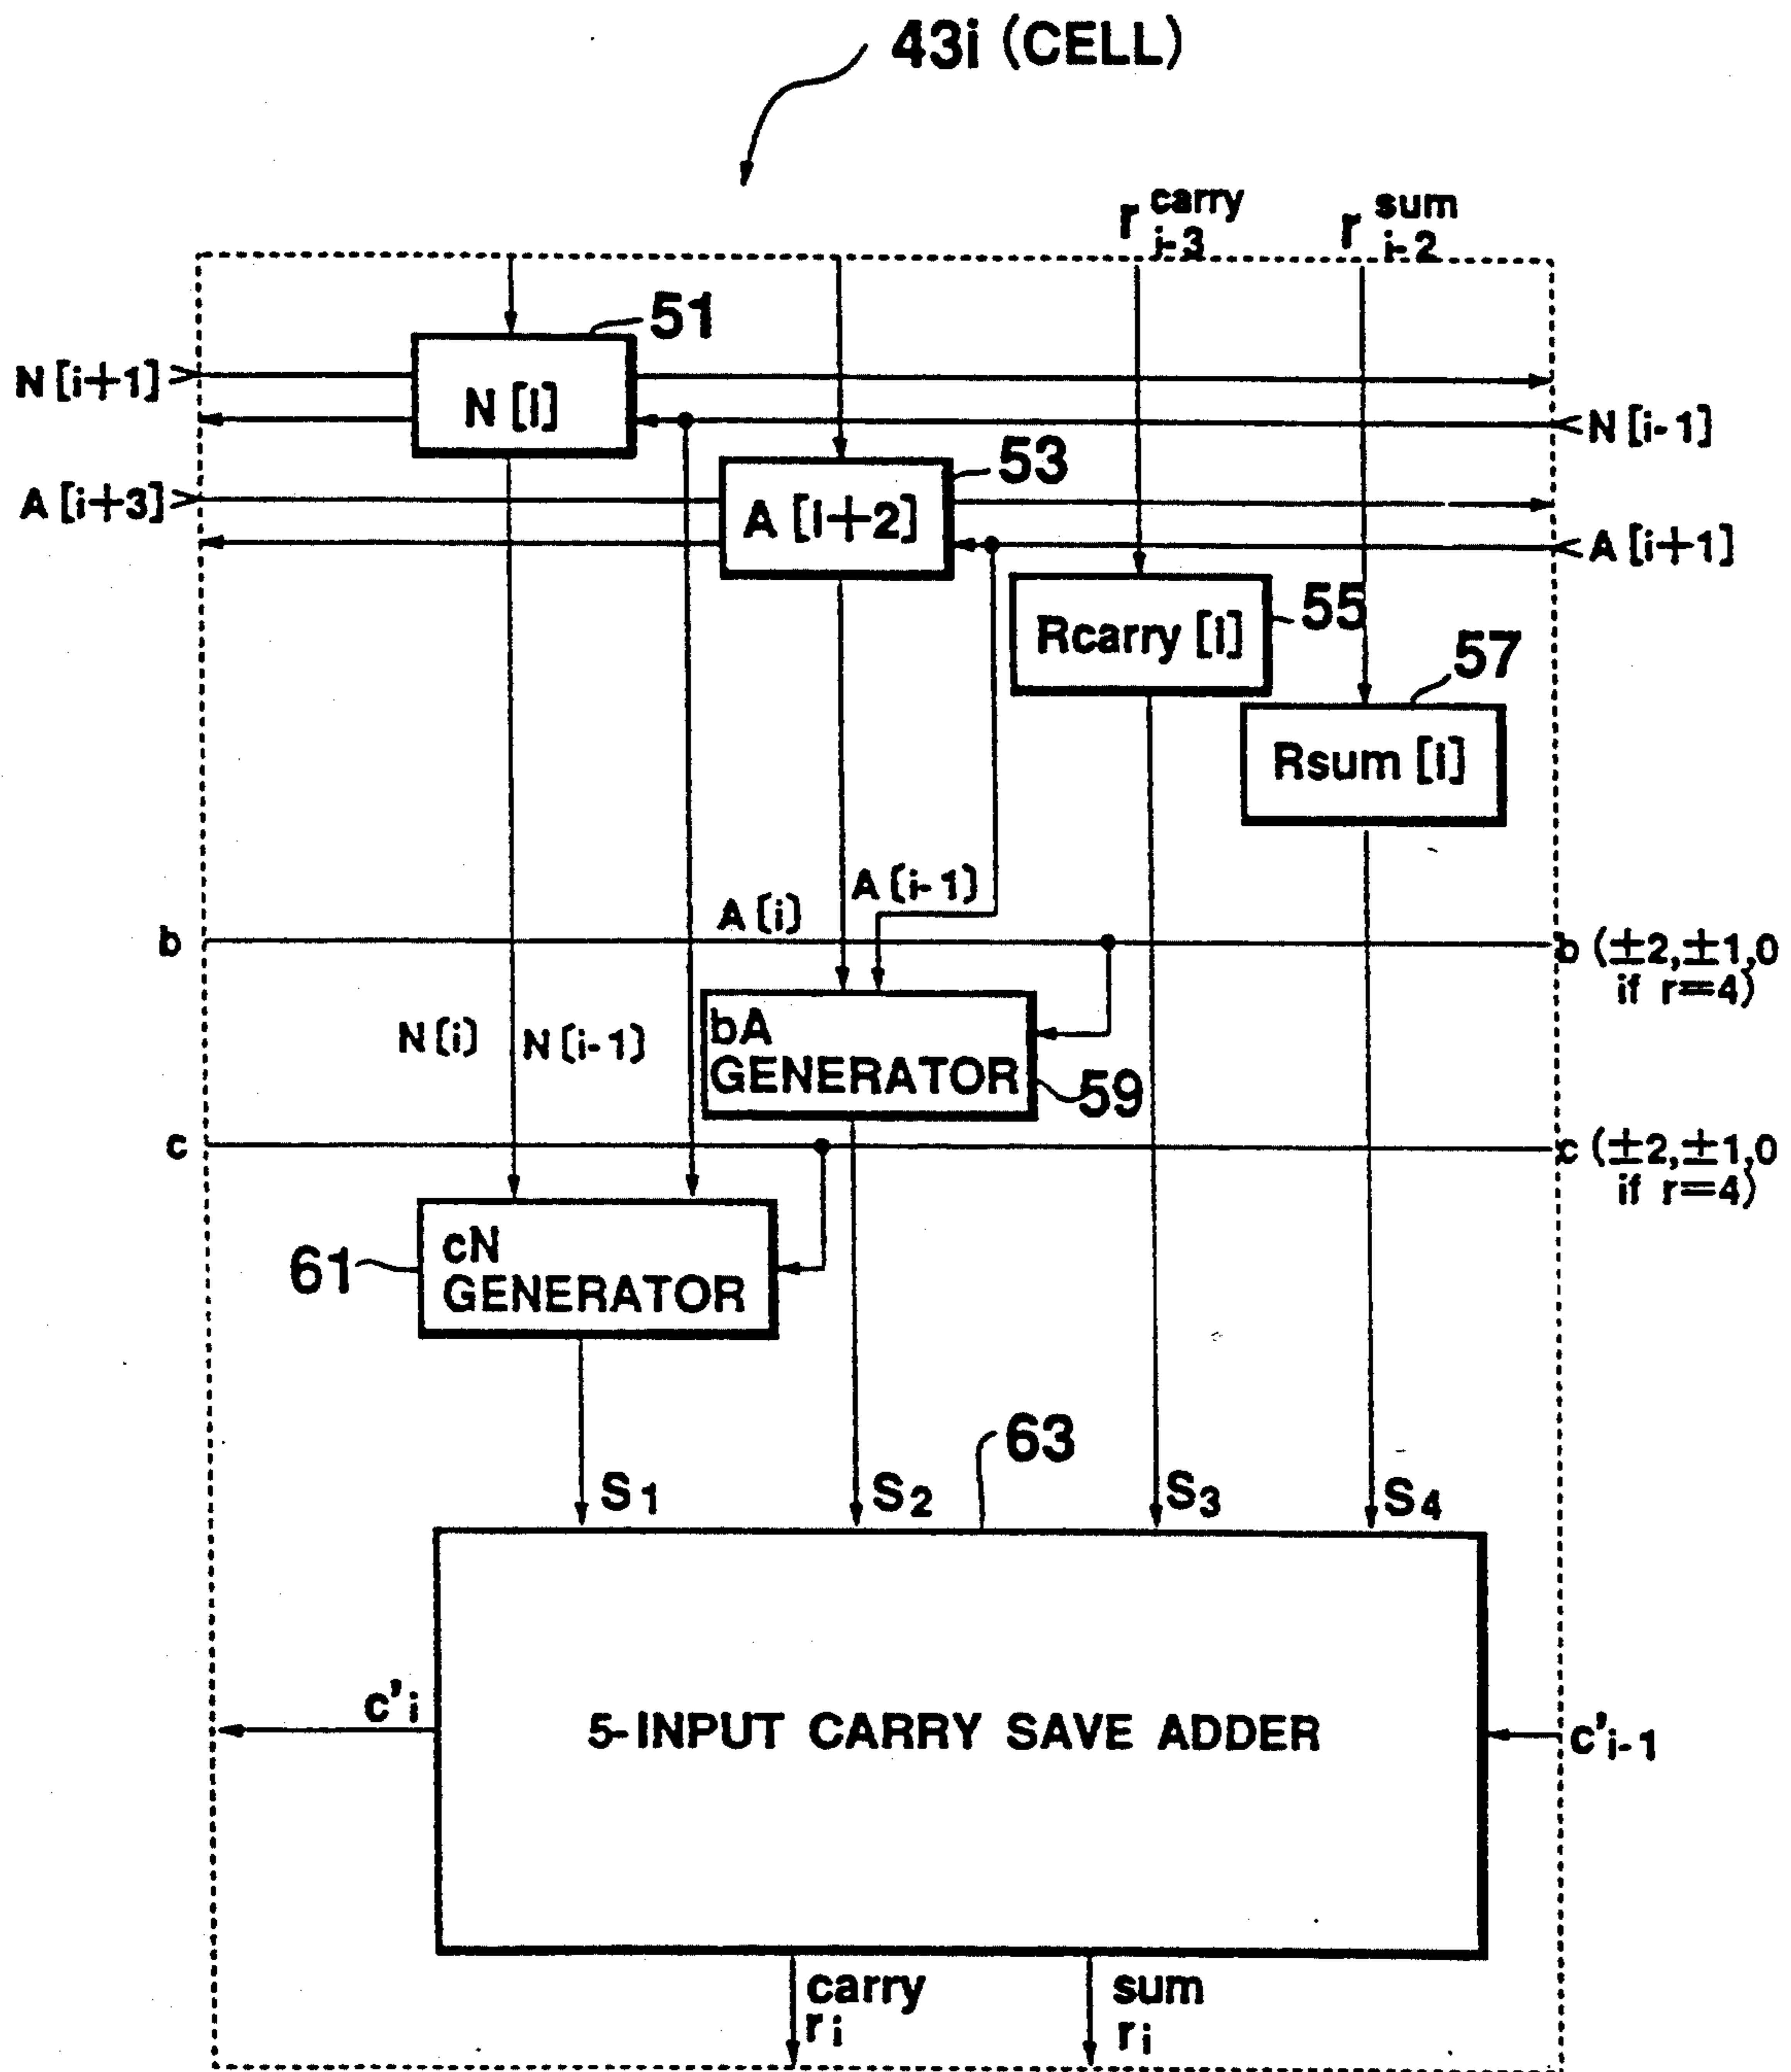 43i (CELL)
r carry i-3
r sum i-2
51
N[i+1]
N[I]
N[i-1]
53
A[i+3]
A[I+2]
A[i+1]
55
Rcarry [I]
57
Rsum [I]
A(i-1)
A(i)
b
b (±2,±1,0
if r=4)
N(i)
N(i-1)
bA
GENERATOR
59
c
c (±2,±1,0
if r=4)
61
cN
GENERATOR
63
S1
S2
S3
S4
c'i
5-INPUT CARRY SAVE ADDER
c'i-1
carry
ri
sum
ri